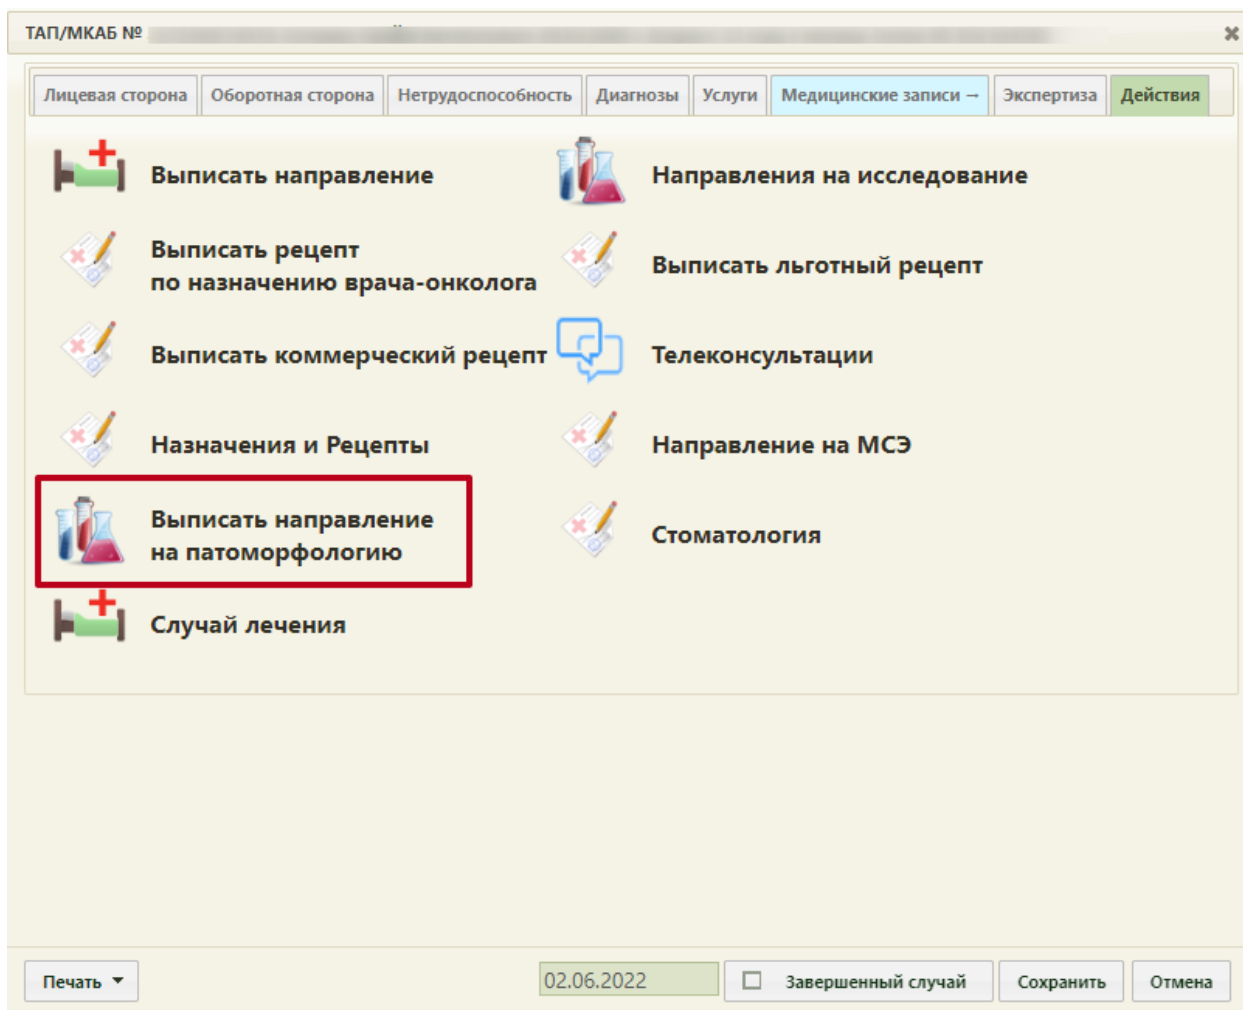 ТАП/МКАБ №
Лицевая сторона Оборотная сторона Нетрудоспособность Диагнозы Услуги Медицинские записи → Экспертиза Действия
Выписать направление
Направления на исследование
Выписать рецепт
по назначению врача-онколога
Выписать льготный рецепт
Выписать коммерческий рецепт
Телеконсультации
Назначения и Рецепты
Направление на МСЭ
Выписать направление
на патоморфологию
Стоматология
Случай лечения
Печать
02.06.2022
Завершенный случай
Сохранить
Отмена